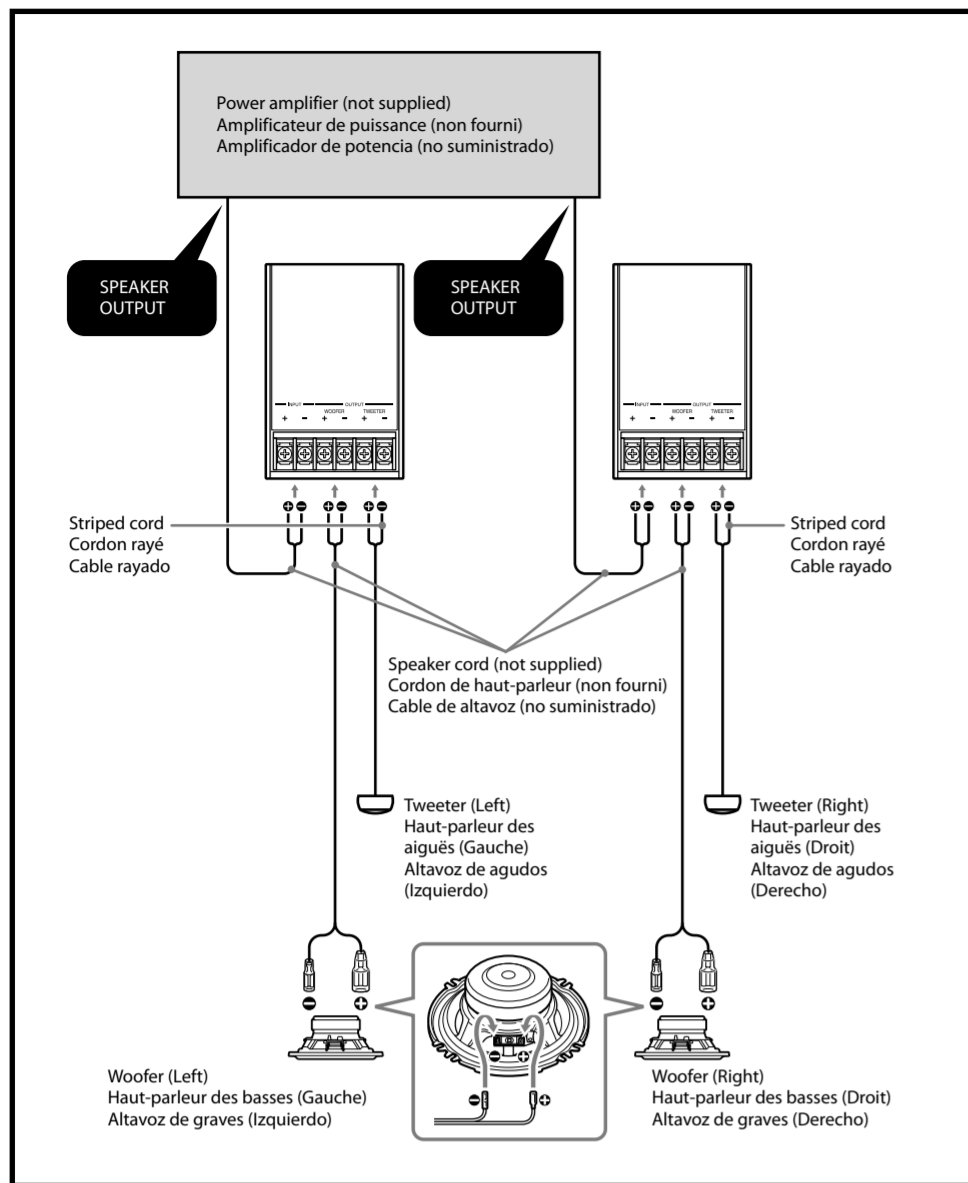 Power amplifier (not supplied)
Amplificateur de puissance (non fourni)
Amplificador de potencia (no suministrado)
SPEAKER
OUTPUT
SPEAKER
OUTPUT
INPUT OUTPUT
WOOFER TWEETER
+ - + - + -
INPUT OUTPUT
WOOFER TWEETER
+ - + - + -
Striped cord
Cordon rayé
Cable rayado
Striped cord
Cordon rayé
Cable rayado
Speaker cord (not supplied)
Cordon de haut-parleur (non fourni)
Cable de altavoz (no suministrado)
Tweeter (Left)
Haut-parleur des
aiguës (Gauche)
Altavoz de agudos
(Izquierdo)
Tweeter (Right)
Haut-parleur des
aiguës (Droit)
Altavoz de agudos
(Derecho)
Woofer (Left)
Haut-parleur des basses (Gauche)
Altavoz de graves (Izquierdo)
Woofer (Right)
Haut-parleur des basses (Droit)
Altavoz de graves (Derecho)